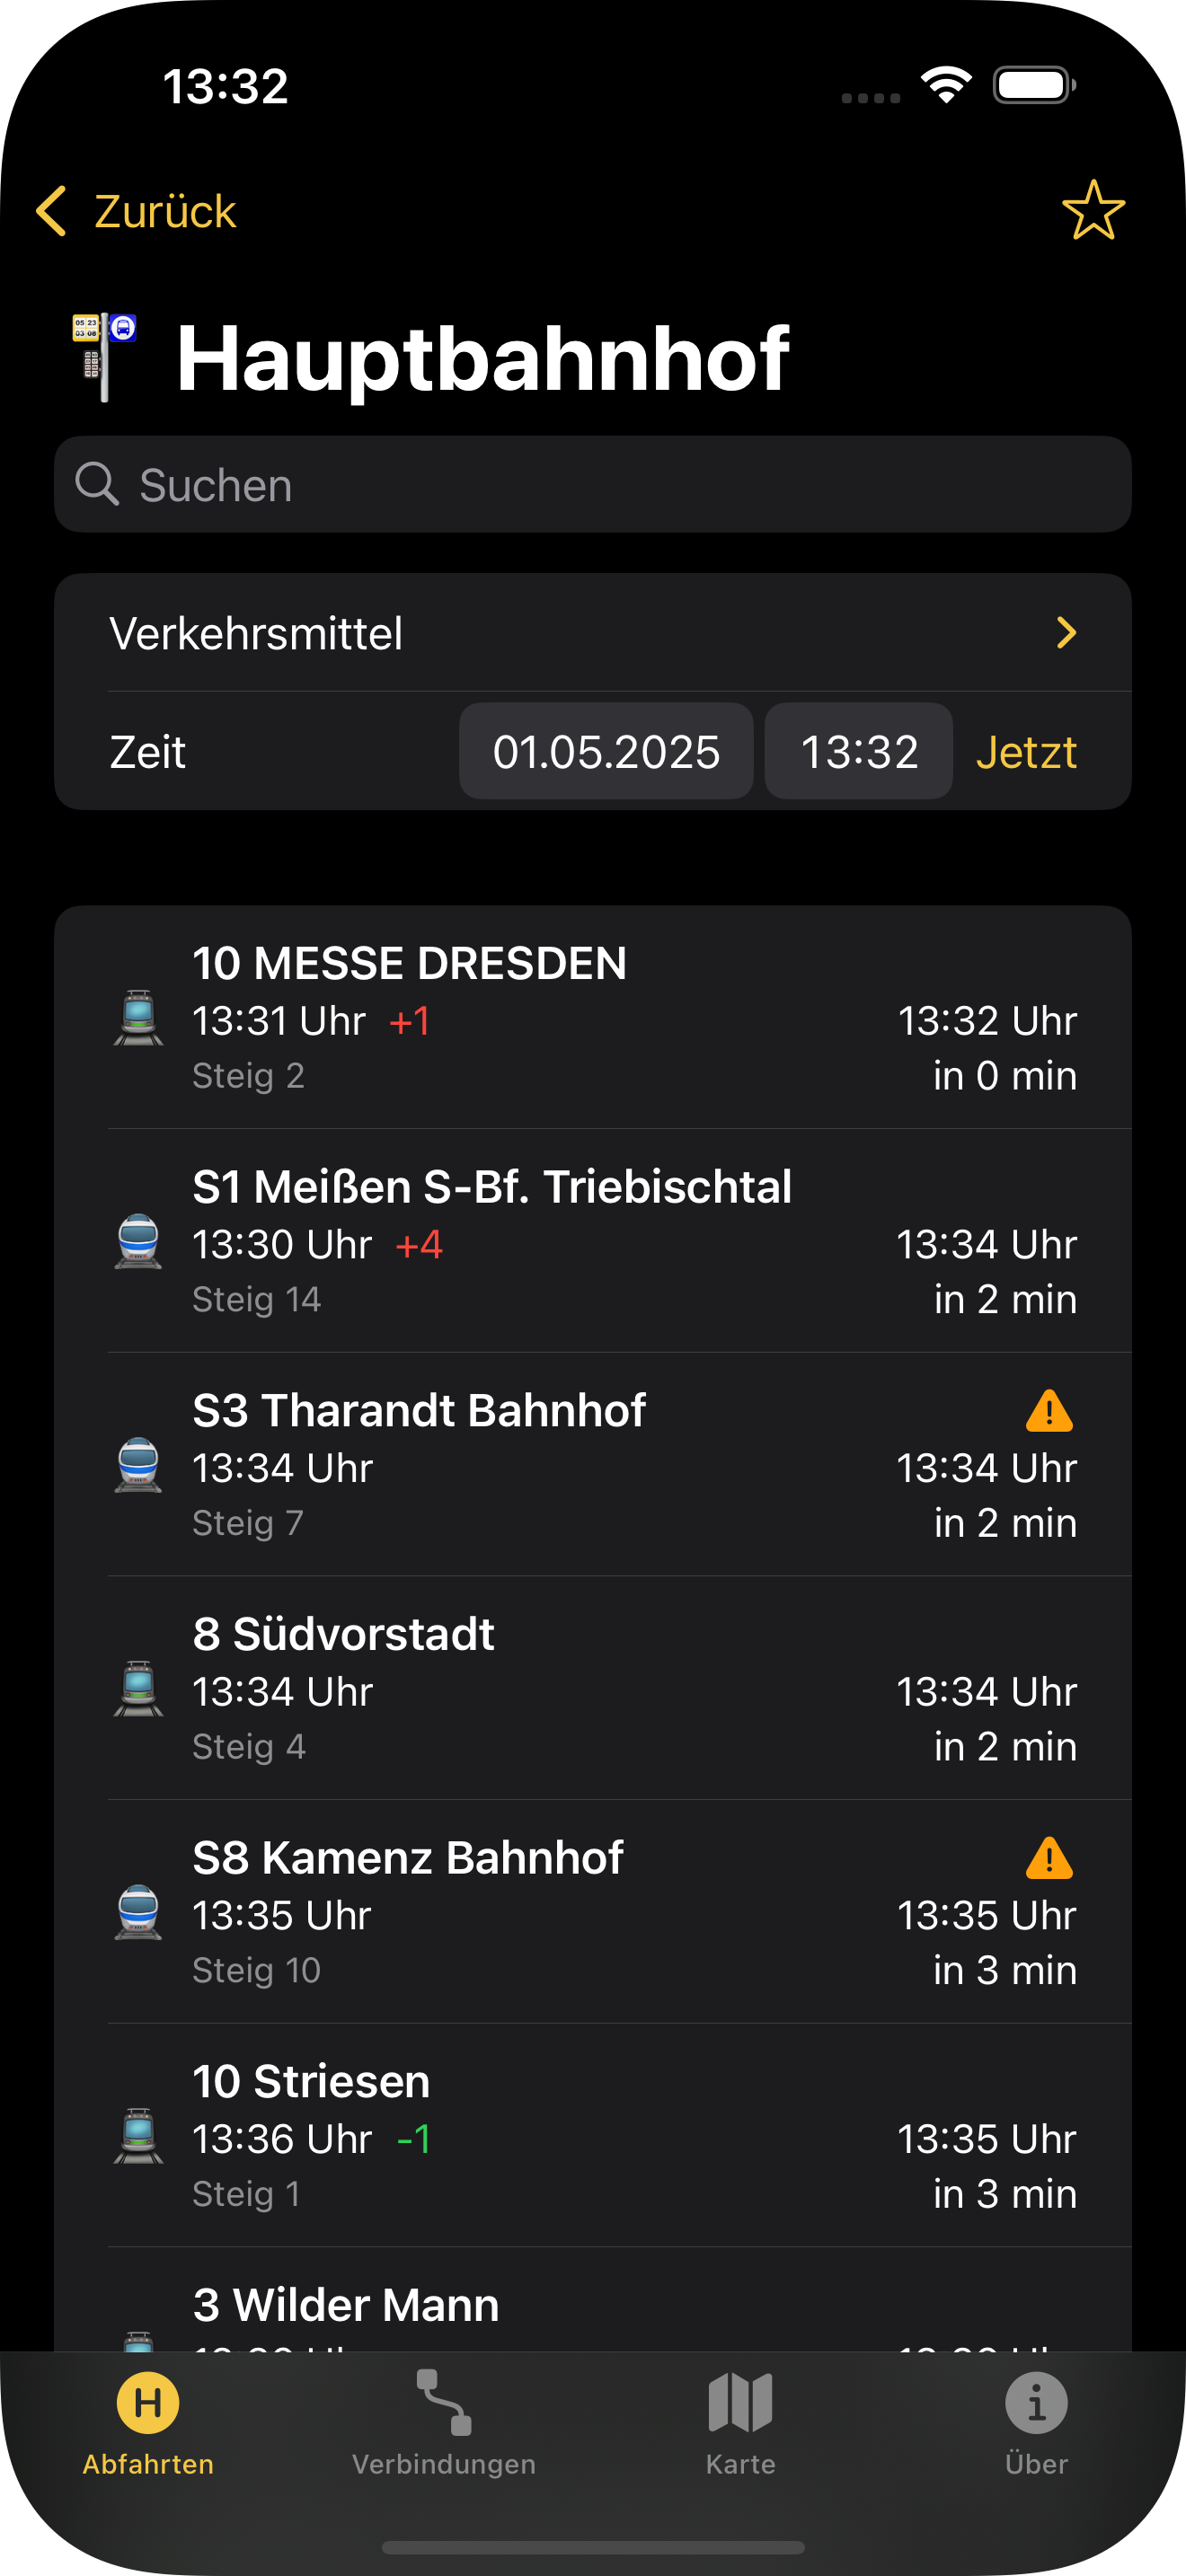 13:32
Zurück
05 23
03 08
Hauptbahnhof
Suchen
Verkehrsmittel
Zeit 01.05.2025 13:32 Jetzt
10 MESSE DRESDEN
13:31 Uhr +1 13:32 Uhr
Steig 2 in 0 min
S1 Meißen S-Bf. Triebischtal
13:30 Uhr +4 13:34 Uhr
Steig 14 in 2 min
S3 Tharandt Bahnhof
13:34 Uhr 13:34 Uhr
Steig 7 in 2 min
8 Südvorstadt
13:34 Uhr 13:34 Uhr
Steig 4 in 2 min
S8 Kamenz Bahnhof
13:35 Uhr 13:35 Uhr
Steig 10 in 3 min
10 Striesen
13:36 Uhr -1 13:35 Uhr
Steig 1 in 3 min
3 Wilder Mann
H
Abfahrten Verbindungen Karte Über